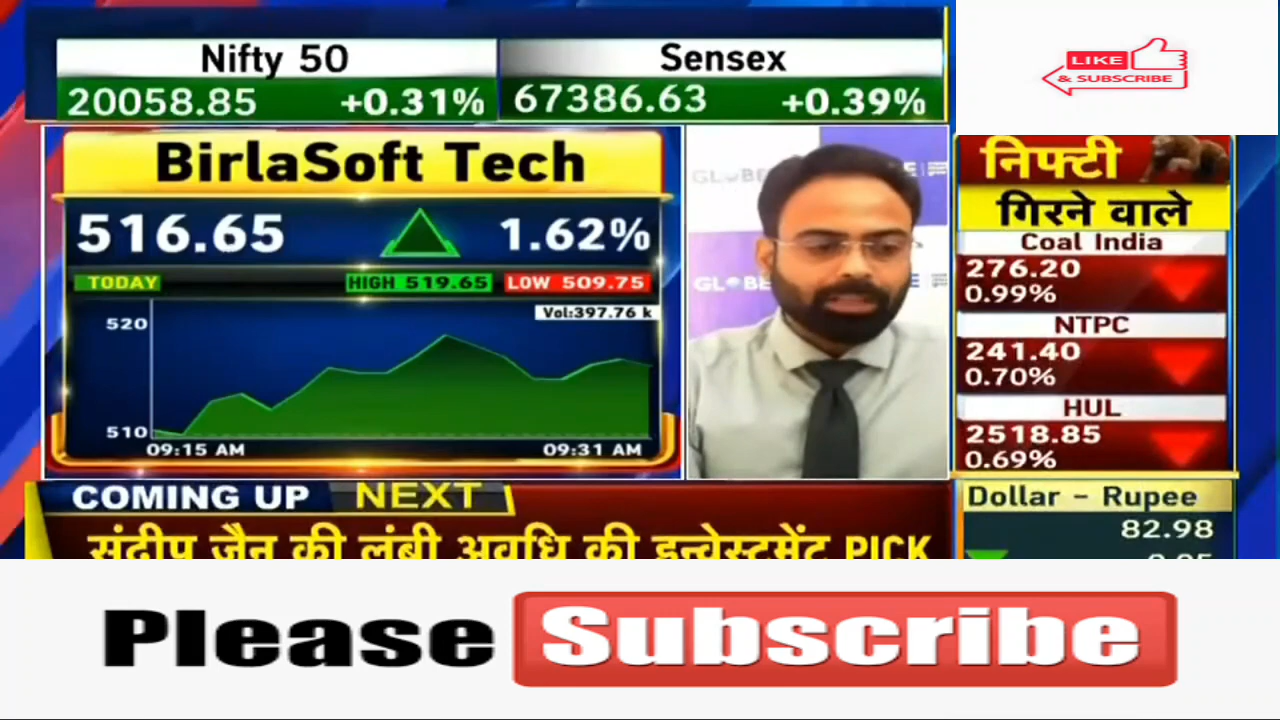 Nifty 50
20058.85 +0.31%
Sensex
67386.63 +0.39%
LIKE
& SUBSCRIBE
BirlaSoft Tech
516.65 1.62%
TODAY HIGH 519.65 LOW 509.75
Vol:397.76 k
520
510
09:15 AM 09:31 AM
निफ्टी
गिरने वाले
Coal India
276.20
0.99%
NTPC
241.40
0.70%
HUL
2518.85
0.69%
Dollar - Rupee
82.98
COMING UP NEXT
संदीप जैन की लंबी अवधि की इन्वेस्टमेंट PICK
Please Subscribe